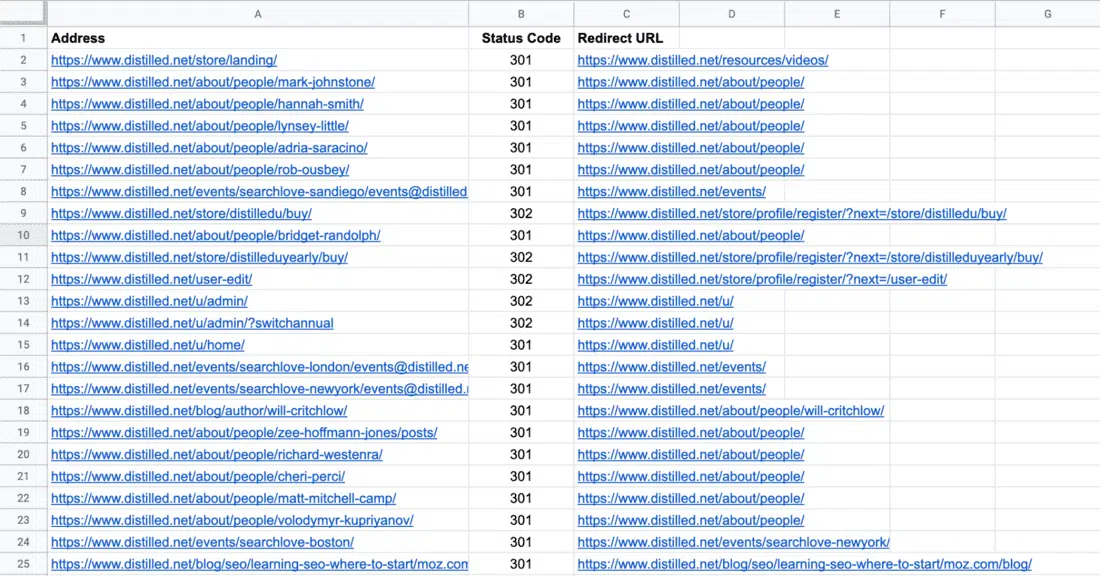 A B C D E F G
1 Address Status Code Redirect URL
2 https://www.distilled.net/store/landing/ 301 https://www.distilled.net/resources/videos/
3 https://www.distilled.net/about/people/mark-johnstone/ 301 https://www.distilled.net/about/people/
4 https://www.distilled.net/about/people/hannah-smith/ 301 https://www.distilled.net/about/people/
5 https://www.distilled.net/about/people/lynsey-little/ 301 https://www.distilled.net/about/people/
6 https://www.distilled.net/about/people/adria-saracino/ 301 https://www.distilled.net/about/people/
7 https://www.distilled.net/about/people/rob-ousbey/ 301 https://www.distilled.net/about/people/
8 https://www.distilled.net/events/searchlove-sandiego/events@distilled 301 https://www.distilled.net/events/
9 https://www.distilled.net/store/distilledu/buy/ 302 https://www.distilled.net/store/profile/register/?next=/store/distilledu/buy/
10 https://www.distilled.net/about/people/bridget-randolph/ 301 https://www.distilled.net/about/people/
11 https://www.distilled.net/store/distilleduyearly/buy/ 302 https://www.distilled.net/store/profile/register/?next=/store/distilleduyearly/buy/
12 https://www.distilled.net/user-edit/ 302 https://www.distilled.net/store/profile/register/?next=/user-edit/
13 https://www.distilled.net/u/admin/ 302 https://www.distilled.net/u/
14 https://www.distilled.net/u/admin/?switchannual 302 https://www.distilled.net/u/
15 https://www.distilled.net/u/home/ 301 https://www.distilled.net/u/
16 https://www.distilled.net/events/searchlove-london/events@distilled.ne 301 https://www.distilled.net/events/
17 https://www.distilled.net/events/searchlove-newyork/events@distilled. 301 https://www.distilled.net/events/
18 https://www.distilled.net/blog/author/will-critchlow/ 301 https://www.distilled.net/about/people/will-critchlow/
19 https://www.distilled.net/about/people/zee-hoffmann-jones/posts/ 301 https://www.distilled.net/about/people/
20 https://www.distilled.net/about/people/richard-westenra/ 301 https://www.distilled.net/about/people/
21 https://www.distilled.net/about/people/cheri-perci/ 301 https://www.distilled.net/about/people/
22 https://www.distilled.net/about/people/matt-mitchell-camp/ 301 https://www.distilled.net/about/people/
23 https://www.distilled.net/about/people/volodymyr-kupriyanov/ 301 https://www.distilled.net/about/people/
24 https://www.distilled.net/events/searchlove-boston/ 301 https://www.distilled.net/events/searchlove-newyork/
25 https://www.distilled.net/blog/seo/learning-seo-where-to-start/moz.com 301 https://www.distilled.net/blog/seo/learning-seo-where-to-start/moz.com/blog/